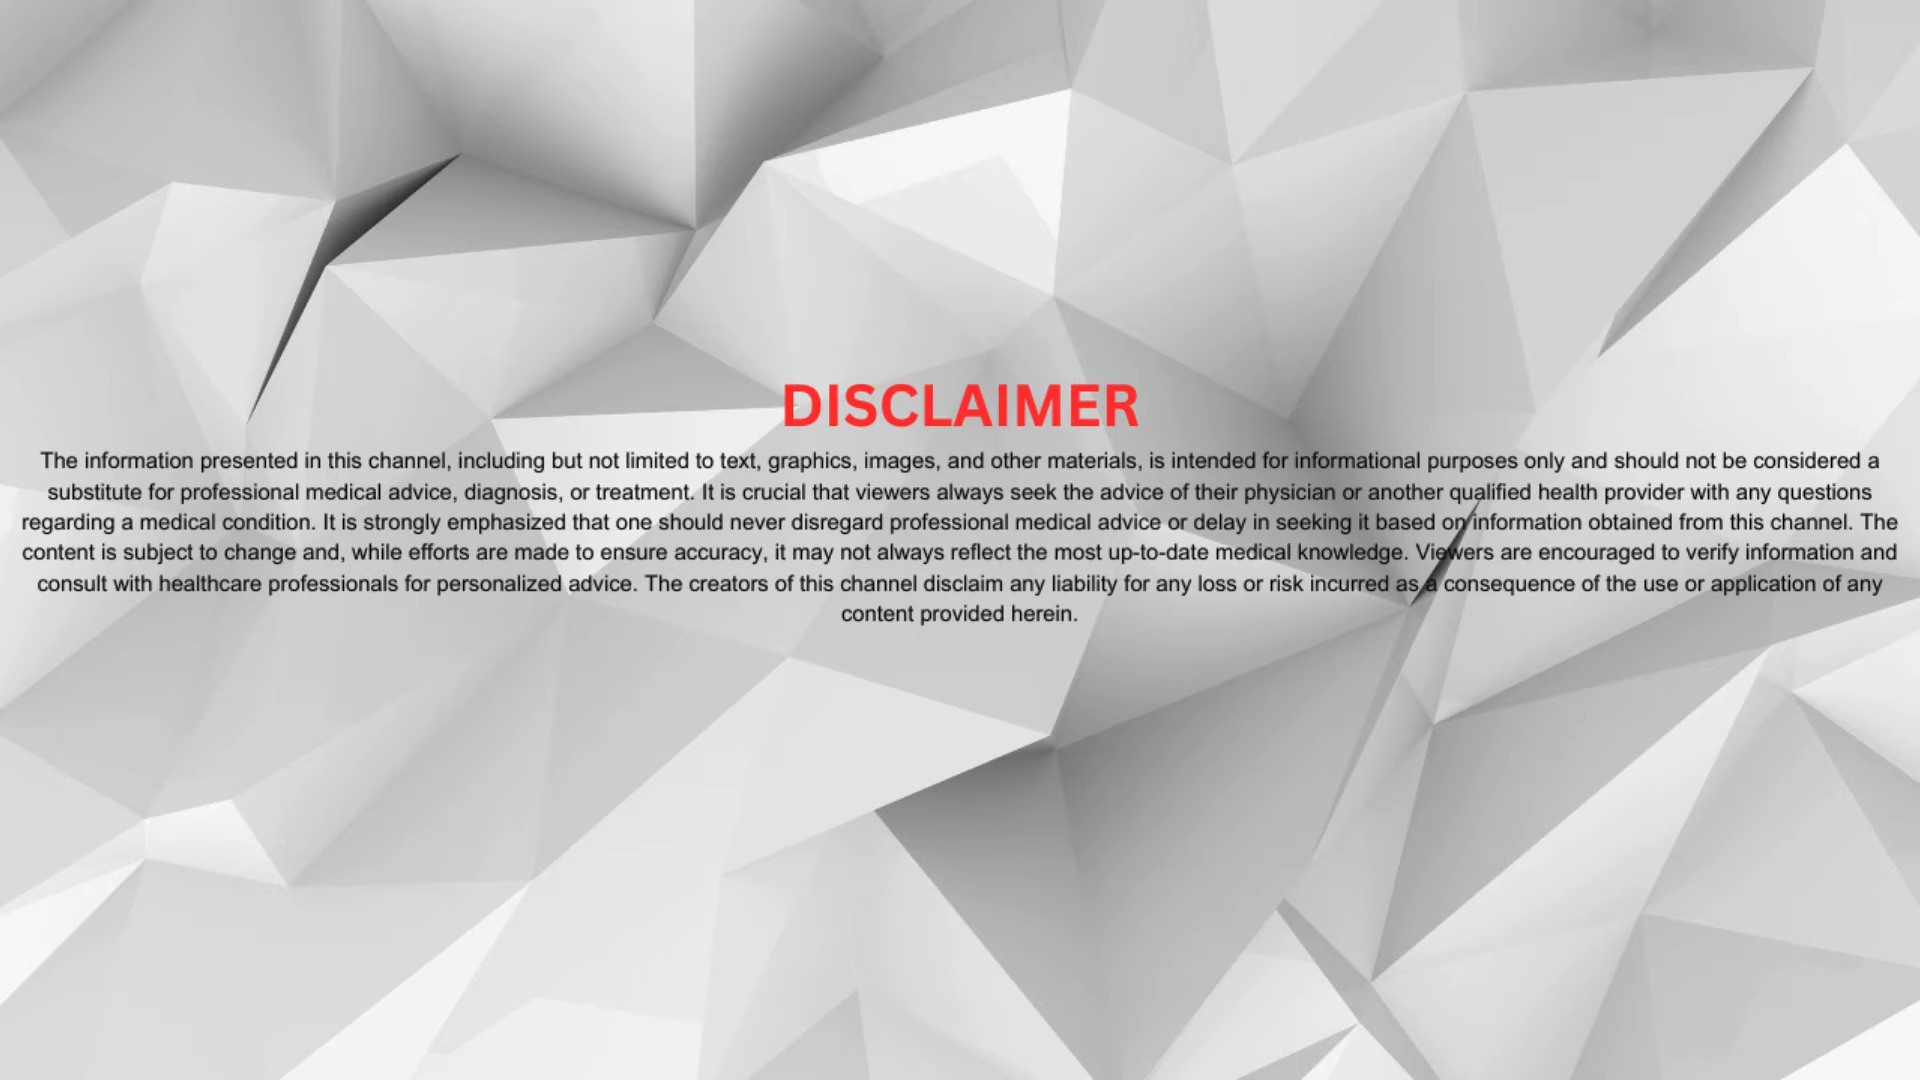 DISCLAIMER
The information presented in this channel, including but not limited to text, graphics, images, and other materials, is intended for informational purposes only and should not be considered a
substitute for professional medical advice, diagnosis, or treatment. It is crucial that viewers always seek the advice of their physician or another qualified health provider with any questions
regarding a medical condition. It is strongly emphasized that one should never disregard professional medical advice or delay in seeking it based on information obtained from this channel. The
content is subject to change and, while efforts are made to ensure accuracy, it may not always reflect the most up-to-date medical knowledge. Viewers are encouraged to verify information and
consult with healthcare professionals for personalized advice. The creators of this channel disclaim any liability for any loss or risk incurred as a consequence of the use or application of any
content provided herein.